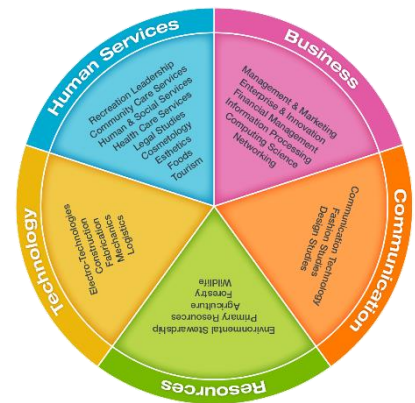 Human Services
Recreation Leadership
Community Care Services
Human & Social Services
Health Care Services
Legal Studies
Cosmetology
Esthetics
Foods
Tourism
Business
Management & Marketing
Enterprise & Innovation
Financial Management
Information Processing
Computing Science
Networking
Communication
Communication Technology
Fashion Studies
Design Studies
Resources
Environmental Stewardship
Primary Resources
Agriculture
Forestry
Wildlife
Technology
Electro-Technologies
Construction
Fabrication
Mechanics
Logistics